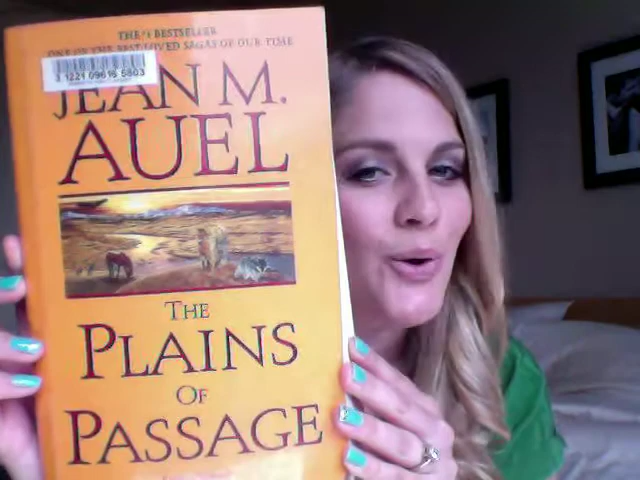 THE #1 BESTSELLER
ONE OF THE BEST-LOVED SAGAS OF OUR TIME
3 1221 09616 5803
JEAN M.
AUEL
THE
PLAINS
OF
PASSAGE